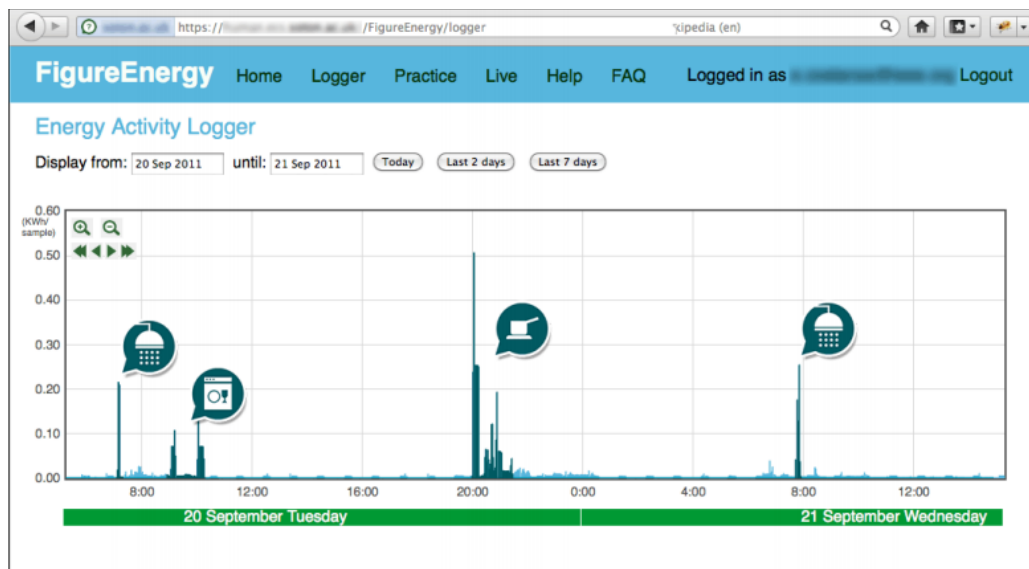 https:// /FigureEnergy/logger
kipedia (en)
FigureEnergy Home Logger Practice Live Help FAQ Logged in as Logout
Energy Activity Logger
Display from: 20 Sep 2011 until: 21 Sep 2011 Today Last 2 days Last 7 days
0.60
(KWh/
sample)
0.50
0.40
0.30
0.20
0.10
0.00
8:00 12:00 16:00 20:00 0:00 4:00 8:00 12:00
20 September Tuesday 21 September Wednesday